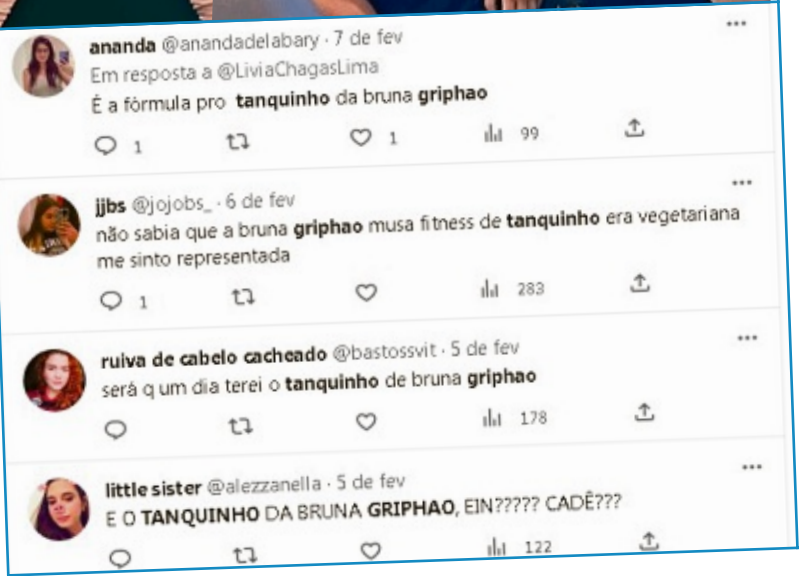 ananda @anandadelabary · 7 de fev
Em resposta a @LiviaChagasLima
É a fórmula pro tanquinho da bruna griphao
1 1 99
jjbs @jojobs_ · 6 de fev
não sabia que a bruna griphao musa fitness de tanquinho era vegetariana
me sinto representada
1 283
ruiva de cabelo cacheado @bastossvit · 5 de fev
será q um dia terei o tanquinho de bruna griphao
178
little sister @alezzanella · 5 de fev
E O TANQUINHO DA BRUNA GRIPHAO, EIN????? CADÊ???
122